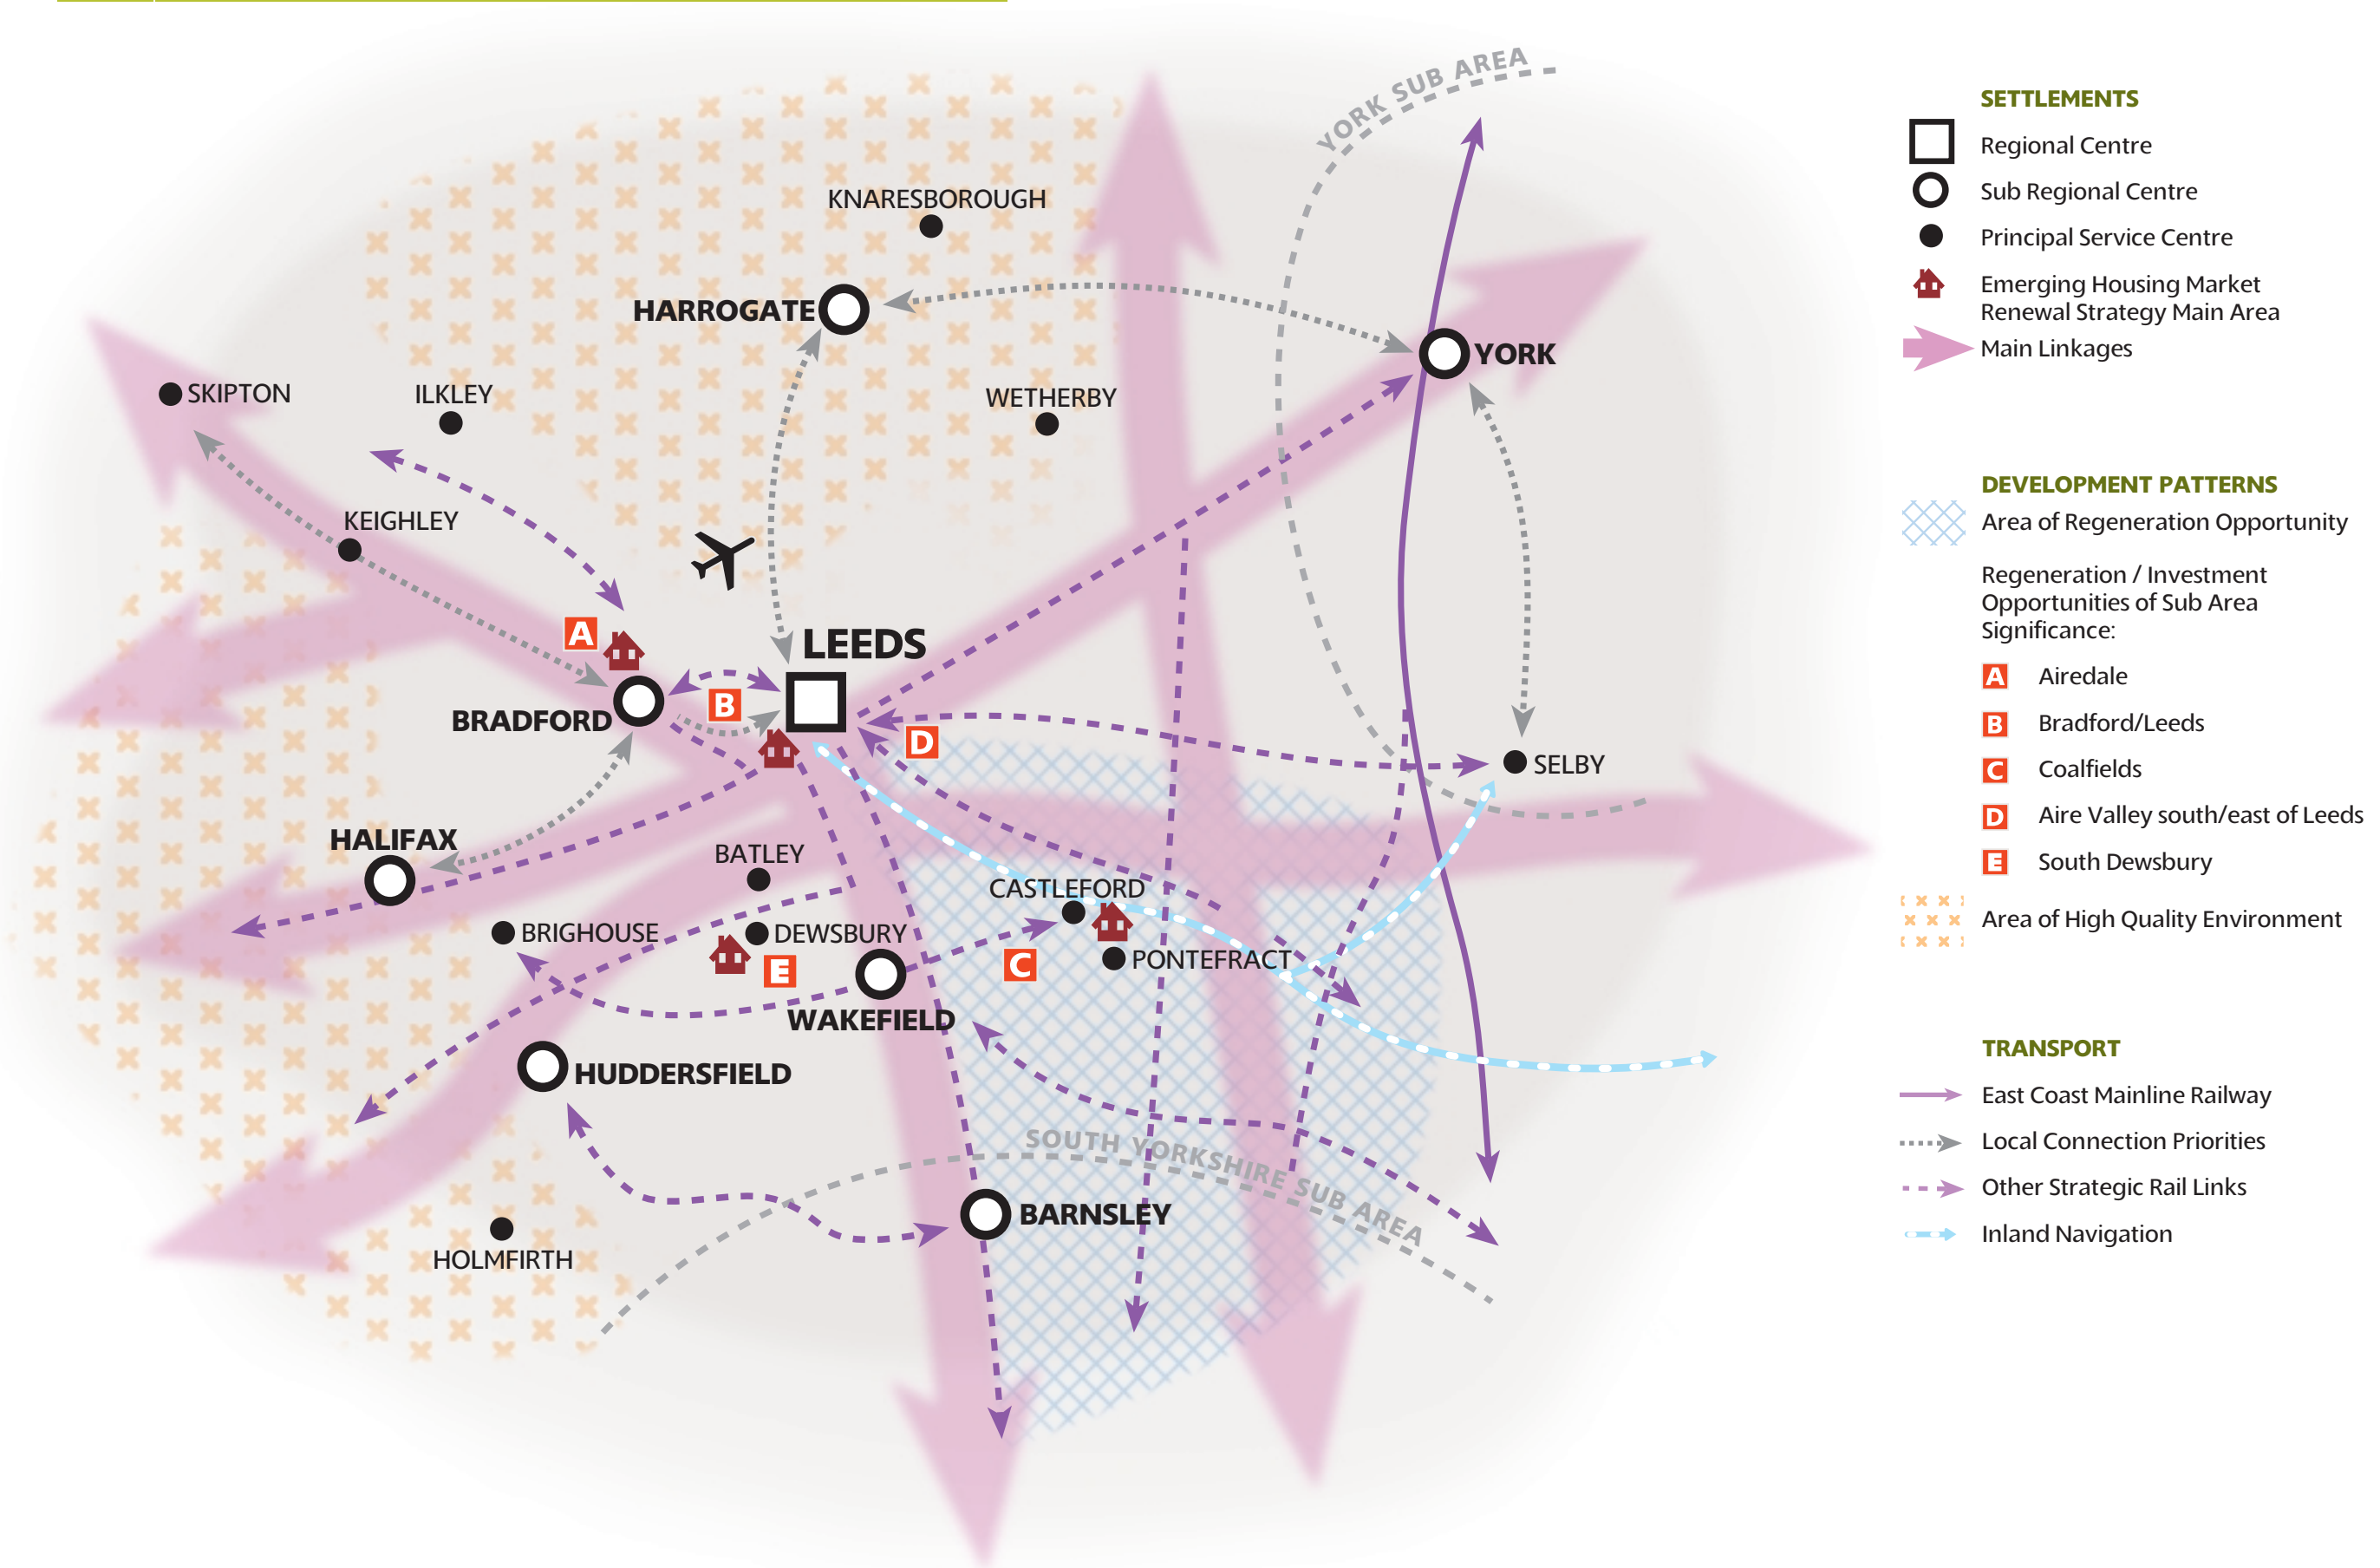 YORK SUB AREA
KNARESBOROUGH
HARROGATE
YORK
SKIPTON
ILKLEY
WETHERBY
KEIGHLEY
A
LEEDS
B
BRADFORD
D
SELBY
HALIFAX
BATLEY
CASTLEFORD
BRIGHOUSE
DEWSBURY
E
C
PONTEFRACT
WAKEFIELD
HUDDERSFIELD
SOUTH YORKSHIRE SUB AREA
BARNSLEY
HOLMFIRTH
SETTLEMENTS
Regional Centre
Sub Regional Centre
Principal Service Centre
Emerging Housing Market
Renewal Strategy Main Area
Main Linkages
DEVELOPMENT PATTERNS
Area of Regeneration Opportunity
Regeneration / Investment
Opportunities of Sub Area
Significance:
A Airedale
B Bradford/Leeds
C Coalfields
D Aire Valley south/east of Leeds
E South Dewsbury
Area of High Quality Environment
TRANSPORT
East Coast Mainline Railway
Local Connection Priorities
Other Strategic Rail Links
Inland Navigation